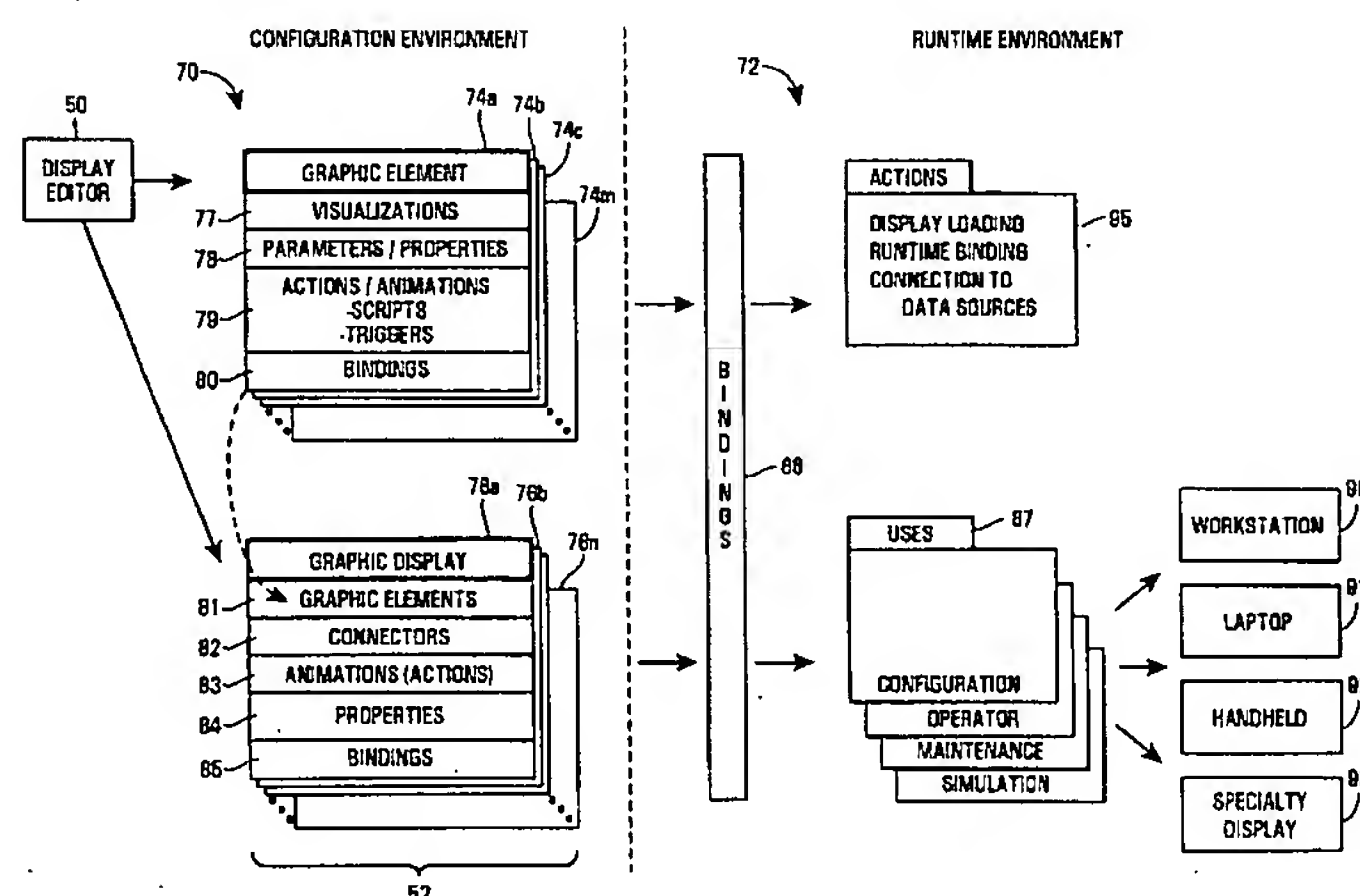 CONFIGURATION ENVIRONMENT
RUNTIME ENVIRONMENT
70
72
50
DISPLAY
EDITOR
74a
74b
74c
74m
GRAPHIC ELEMENT
77
VISUALIZATIONS
78
PARAMETERS / PROPERTIES
79
ACTIONS / ANIMATIONS
-SCRIPTS
-TRIGGERS
80
BINDINGS
76a
76b
76n
GRAPHIC DISPLAY
81
GRAPHIC ELEMENTS
82
CONNECTORS
83
ANIMATIONS (ACTIONS)
84
PROPERTIES
85
BINDINGS
52
BINDINGS
88
ACTIONS
DISPLAY LOADING
RUNTIME BINDING
CONNECTION TO
DATA SOURCES
95
USES
87
CONFIGURATION
OPERATOR
MAINTENANCE
SIMULATION
WORKSTATION
LAPTOP
HANDHELD
SPECIALTY
DISPLAY